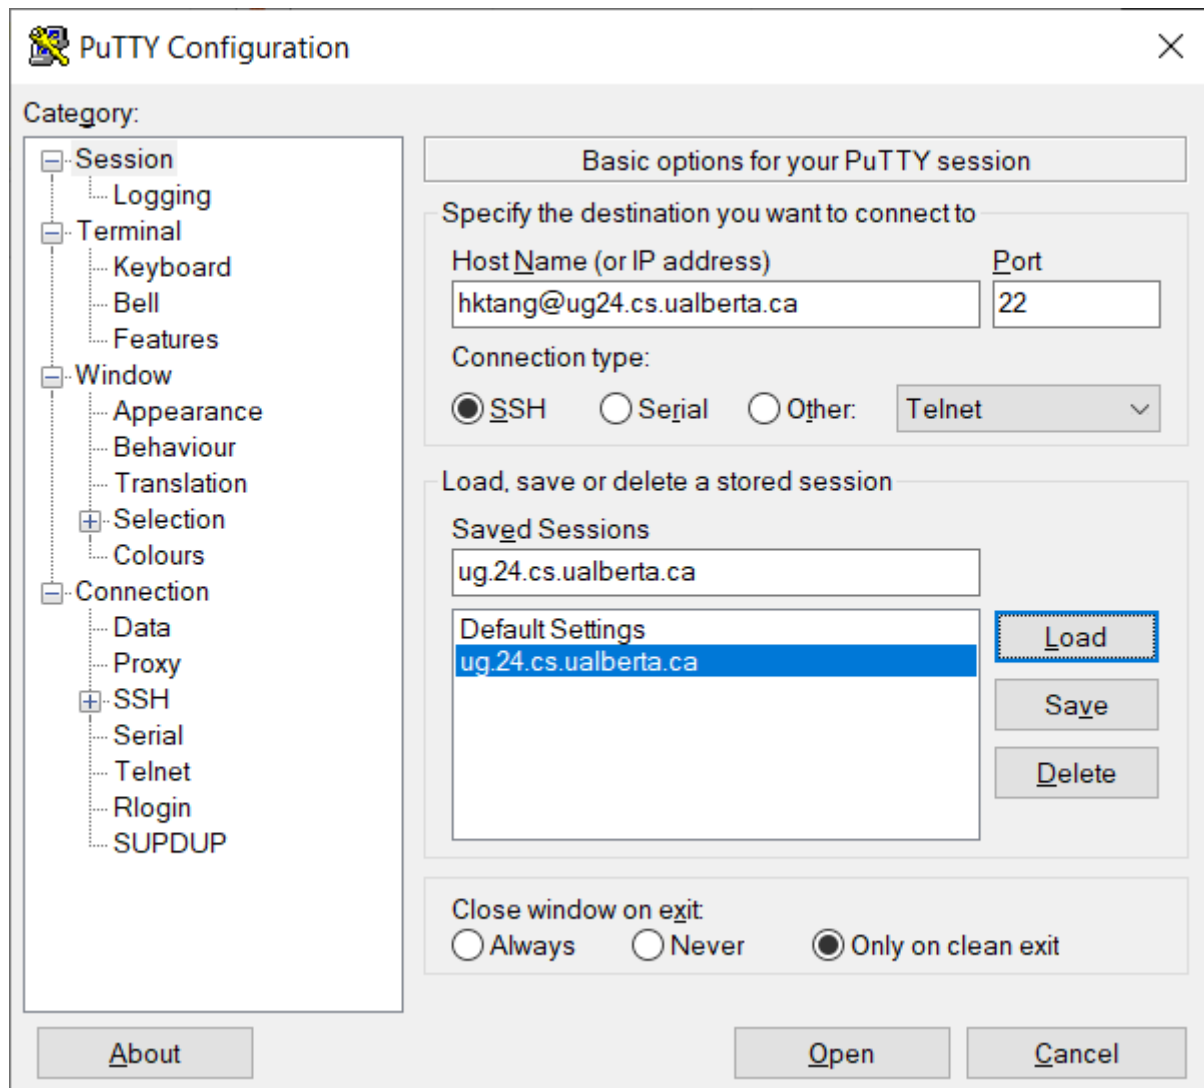 PuTTY Configuration
Category:
Session
Logging
Terminal
Keyboard
Bell
Features
Window
Appearance
Behaviour
Translation
Selection
Colours
Connection
Data
Proxy
SSH
Serial
Telnet
Rlogin
SUPDUP
Basic options for your PuTTY session
Specify the destination you want to connect to
Host Name (or IP address) Port
hktang@ug24.cs.ualberta.ca 22
Connection type:
SSH Serial Other: Telnet
Load, save or delete a stored session
Saved Sessions
ug.24.cs.ualberta.ca
Default Settings
ug.24.cs.ualberta.ca
Load
Save
Delete
Close window on exit:
Always Never Only on clean exit
About Open Cancel